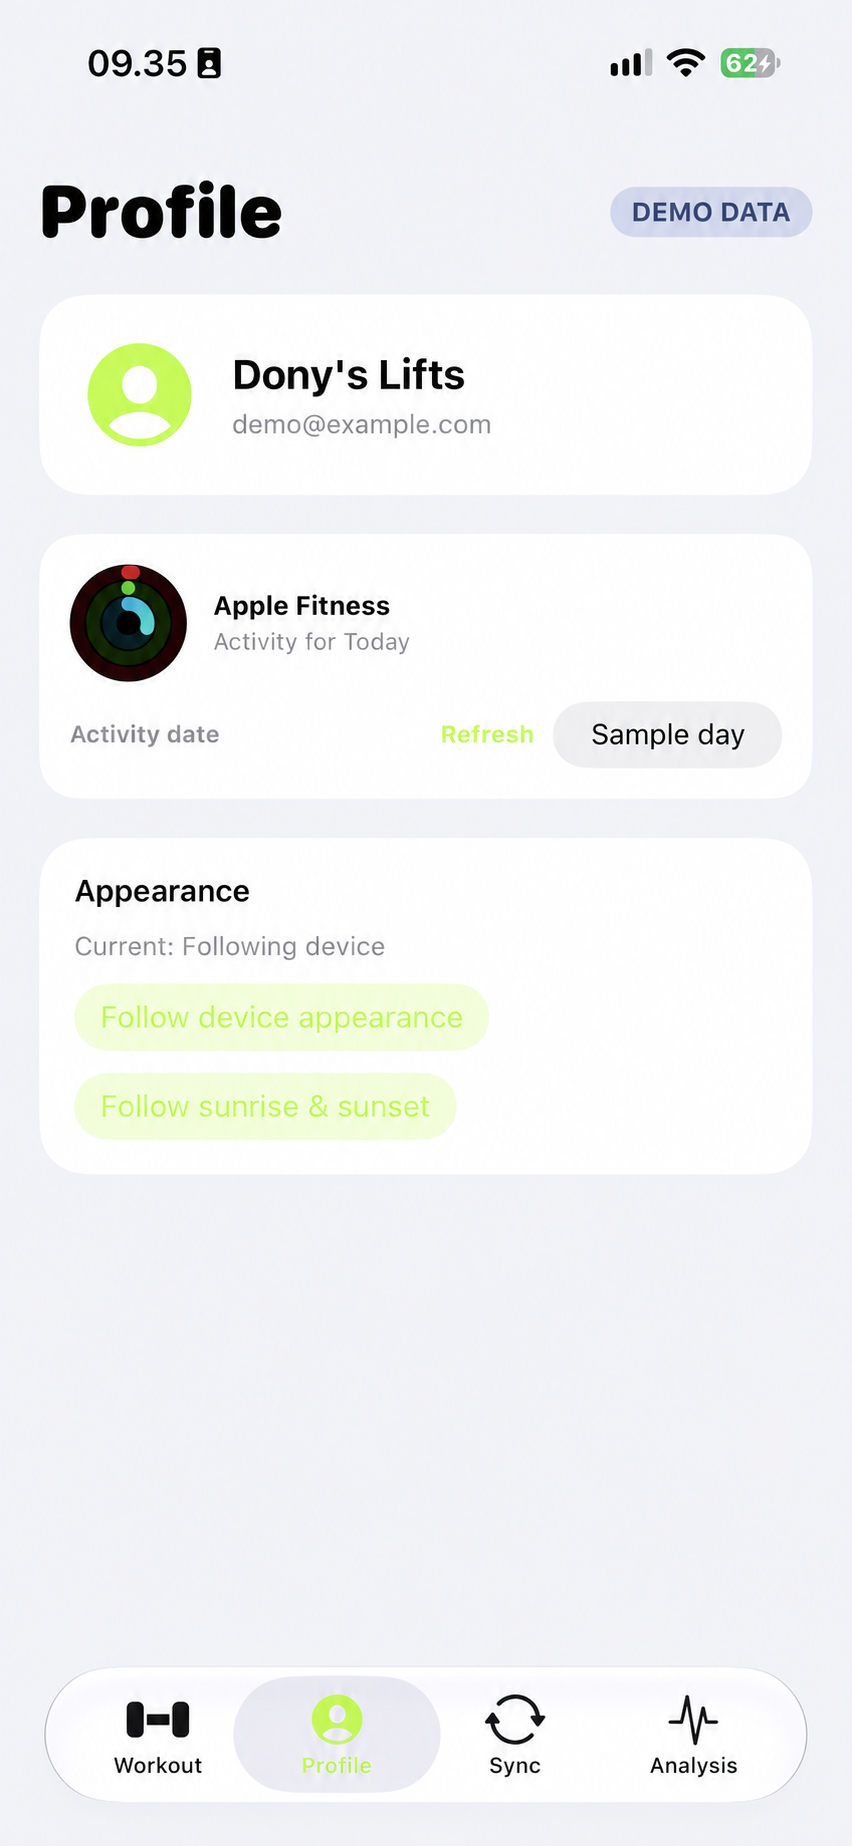 09.35
62
Profile
DEMO DATA
Dony's Lifts
demo@example.com
Apple Fitness
Activity for Today
Activity date
Refresh
Sample day
Appearance
Current: Following device
Follow device appearance
Follow sunrise & sunset
Workout
Profile
Sync
Analysis